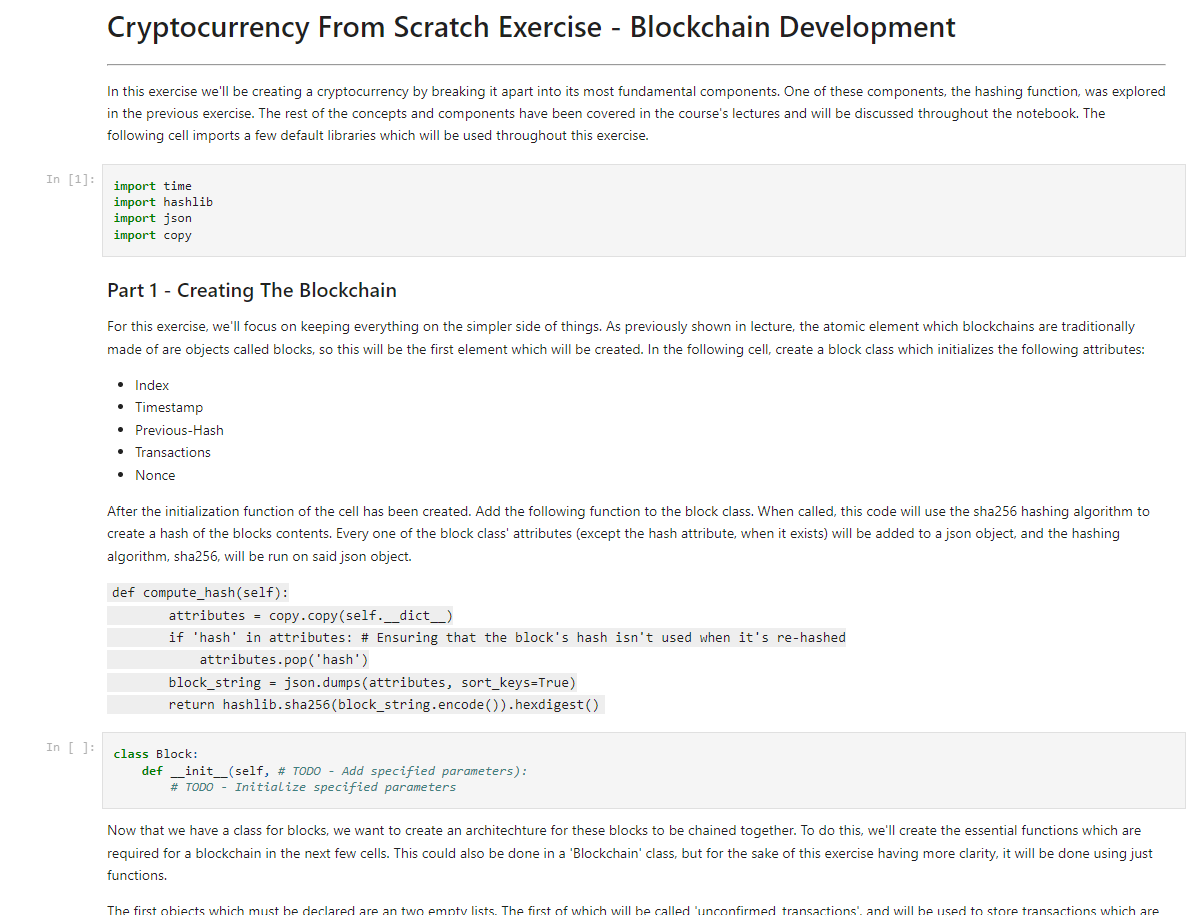 Cryptocurrency From Scratch Exercise - Blockchain Development
In this exercise we'll be creating a cryptocurrency by breaking it apart into its most fundamental components. One of these components, the hashing function, was explored
in the previous exercise. The rest of the concepts and components have been covered in the course's lectures and will be discussed throughout the notebook. The
following cell imports a few default libraries which will be used throughout this exercise.
In [1]:
import time
import hashlib
import json
import copy
Part 1 - Creating The Blockchain
For this exercise, we'll focus on keeping everything on the simpler side of things. As previously shown in lecture, the atomic element which blockchains are traditionally
made of are objects called blocks, so this will be the first element which will be created. In the following cell, create a block class which initializes the following attributes:
• Index
• Timestamp
• Previous-Hash
• Transactions
• Nonce
After the initialization function of the cell has been created. Add the following function to the block class. When called, this code will use the sha256 hashing algorithm to
create a hash of the blocks contents. Every one of the block class' attributes (except the hash attribute, when it exists) will be added to a json object, and the hashing
algorithm, sha256, will be run on said json object.
def compute_hash(self):
attributes = copy.copy(self.__dict__)
if 'hash' in attributes: # Ensuring that the block's hash isn't used when it's re-hashed
attributes.pop('hash')
block_string = json.dumps(attributes, sort_keys=True)
return hashlib.sha256(block_string.encode()).hexdigest()
In [ ]:
class Block:
def __init__(self, # TODO - Add specified parameters):
# TODO - Initialize specified parameters
Now that we have a class for blocks, we want to create an architechture for these blocks to be chained together. To do this, we'll create the essential functions which are
required for a blockchain in the next few cells. This could also be done in a 'Blockchain' class, but for the sake of this exercise having more clarity, it will be done using just
functions.
The first objects which must be declared are an two empty lists. The first of which will be called 'unconfirmed_transactions', and will be used to store transactions which are